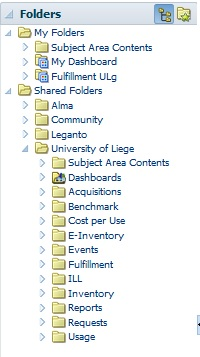 Folders
My Folders
Subject Area Contents
My Dashboard
Fulfillment ULg
Shared Folders
Alma
Community
Leganto
University of Liege
Subject Area Contents
Dashboards
Acquisitions
Benchmark
Cost per Use
E-Inventory
Events
Fulfillment
ILL
Inventory
Reports
Requests
Usage